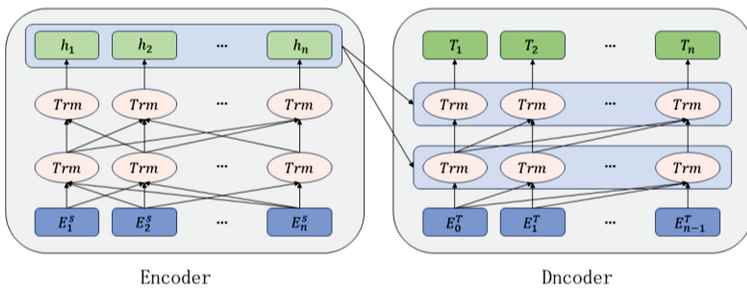 h₁ h₂ ... hₙ T₁ T₂ ... Tₙ
Trm Trm ... Trm Trm Trm ... Trm
Trm Trm ... Trm Trm Trm ... Trm
E₁ˢ E₂ˢ ... Eₙˢ E₀ᵀ E₁ᵀ ... Eₙ₋₁ᵀ
Encoder Dncoder